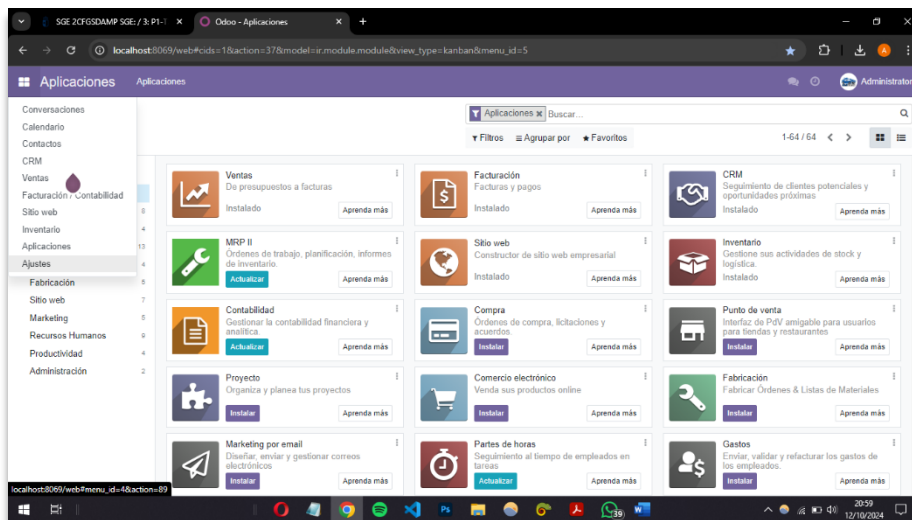 SGE 2CFGSDAMP SGE: / 3: P1-
Odoo - Aplicaciones
localhost:8069/web#cids=1&action=37&model=ir.module.module&view_type=kanban&menu_id=5
Aplicaciones
Aplicaciones
Administrator
Conversaciones
Calendario
Contactos
CRM
Ventas
Facturación / Contabilidad
Sitio web
Inventario
Aplicaciones
Ajustes
8
4
13
4
Fabricación 5
Sitio web 7
Marketing 5
Recursos Humanos 9
Productividad 4
Administración 2
Aplicaciones
Buscar...
Filtros
Agrupar por
Favoritos
1-64 / 64
Ventas
De presupuestos a facturas
Instalado
Aprenda más
Facturación
Facturas y pagos
Instalado
Aprenda más
CRM
Seguimiento de clientes potenciales y
oportunidades próximas
Instalado
Aprenda más
MRP II
Órdenes de trabajo, planificación, informes
de inventario.
Actualizar
Aprenda más
Sitio web
Constructor de sitio web empresarial
Instalado
Aprenda más
Inventario
Gestione sus actividades de stock y
logística.
Instalado
Aprenda más
Contabilidad
Gestionar la contabilidad financiera y
analítica.
Actualizar
Aprenda más
Compra
Órdenes de compra, licitaciones y
acuerdos.
Instalar
Aprenda más
Punto de venta
Interfaz de PdV amigable para usuarios
para tiendas y restaurantes
Instalar
Aprenda más
Proyecto
Organiza y planea tus proyectos
Instalar
Aprenda más
Comercio electrónico
Venda sus productos online
Instalar
Aprenda más
Fabricación
Fabricar Órdenes & Listas de Materiales
Instalar
Aprenda más
Marketing por email
Diseñar, enviar y gestionar correos
electrónicos
Instalar
Aprenda más
Partes de horas
Seguimiento al tiempo de empleados en
tareas
Actualizar
Aprenda más
Gastos
Enviar, validar y refacturar los gastos de
los empleados.
Instalar
Aprenda más
localhost:8069/web#menu_id=4&action=89
39
20:59
12/10/2024